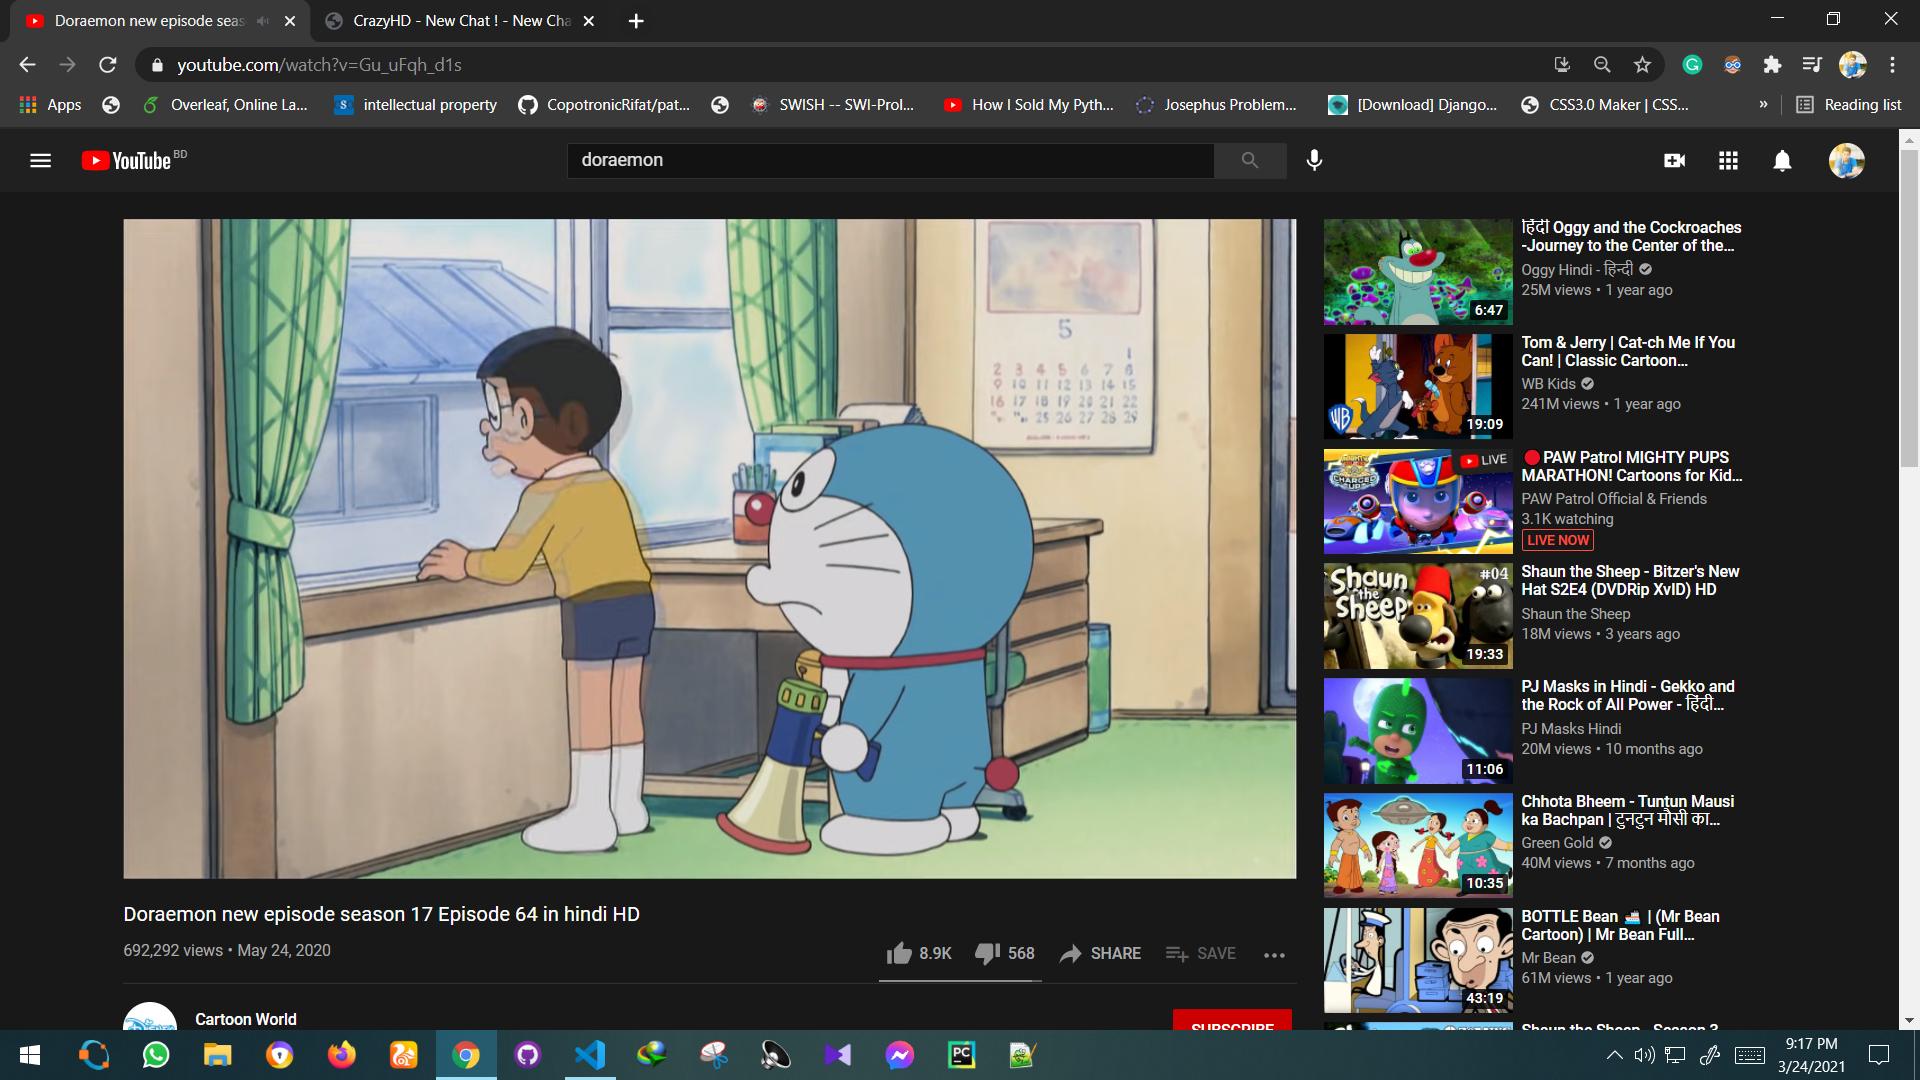 Doraemon new episode seas
CrazyHD - New Chat ! - New Cha
youtube.com/watch?v=Gu_uFqh_d1s
Apps
Overleaf, Online La...
intellectual property
CopotronicRifat/pat...
SWISH -- SWI-Prol...
How I Sold My Pyth...
Josephus Problem...
[Download] Django...
CSS3.0 Maker | CSS...
»
Reading list
YouTube BD
doraemon
5
1
2 3 4 5 6 7 8
9 10 11 12 13 14 15
16 17 18 19 20 21 22
25 26 27 28 29
Doraemon new episode season 17 Episode 64 in hindi HD
692,292 views • May 24, 2020
8.9K
568
SHARE
SAVE
Cartoon World
SUBSCRIBE
6:47
हिंदी Oggy and the Cockroaches
-Journey to the Center of the...
Oggy Hindi - हिन्दी
25M views • 1 year ago
WB
19:09
Tom & Jerry | Cat-ch Me If You
Can! | Classic Cartoon...
WB Kids
241M views • 1 year ago
CHARGED UP
LIVE
🔴 PAW Patrol MIGHTY PUPS
MARATHON! Cartoons for Kid...
PAW Patrol Official & Friends
3.1K watching
LIVE NOW
Shaun
the
Sheep
#04
19:33
Shaun the Sheep - Bitzer's New
Hat S2E4 (DVDRip XvID) HD
Shaun the Sheep
18M views • 3 years ago
11:06
PJ Masks in Hindi - Gekko and
the Rock of All Power - हिंदी...
PJ Masks Hindi
20M views • 10 months ago
10:35
Chhota Bheem - Tuntun Mausi
ka Bachpan | टुनटुन मौसी का...
Green Gold
40M views • 7 months ago
43:19
BOTTLE Bean 🚢 | (Mr Bean
Cartoon) | Mr Bean Full...
Mr Bean
61M views • 1 year ago
Shaun the Sheep - Season 3
PC
9:17 PM
3/24/2021